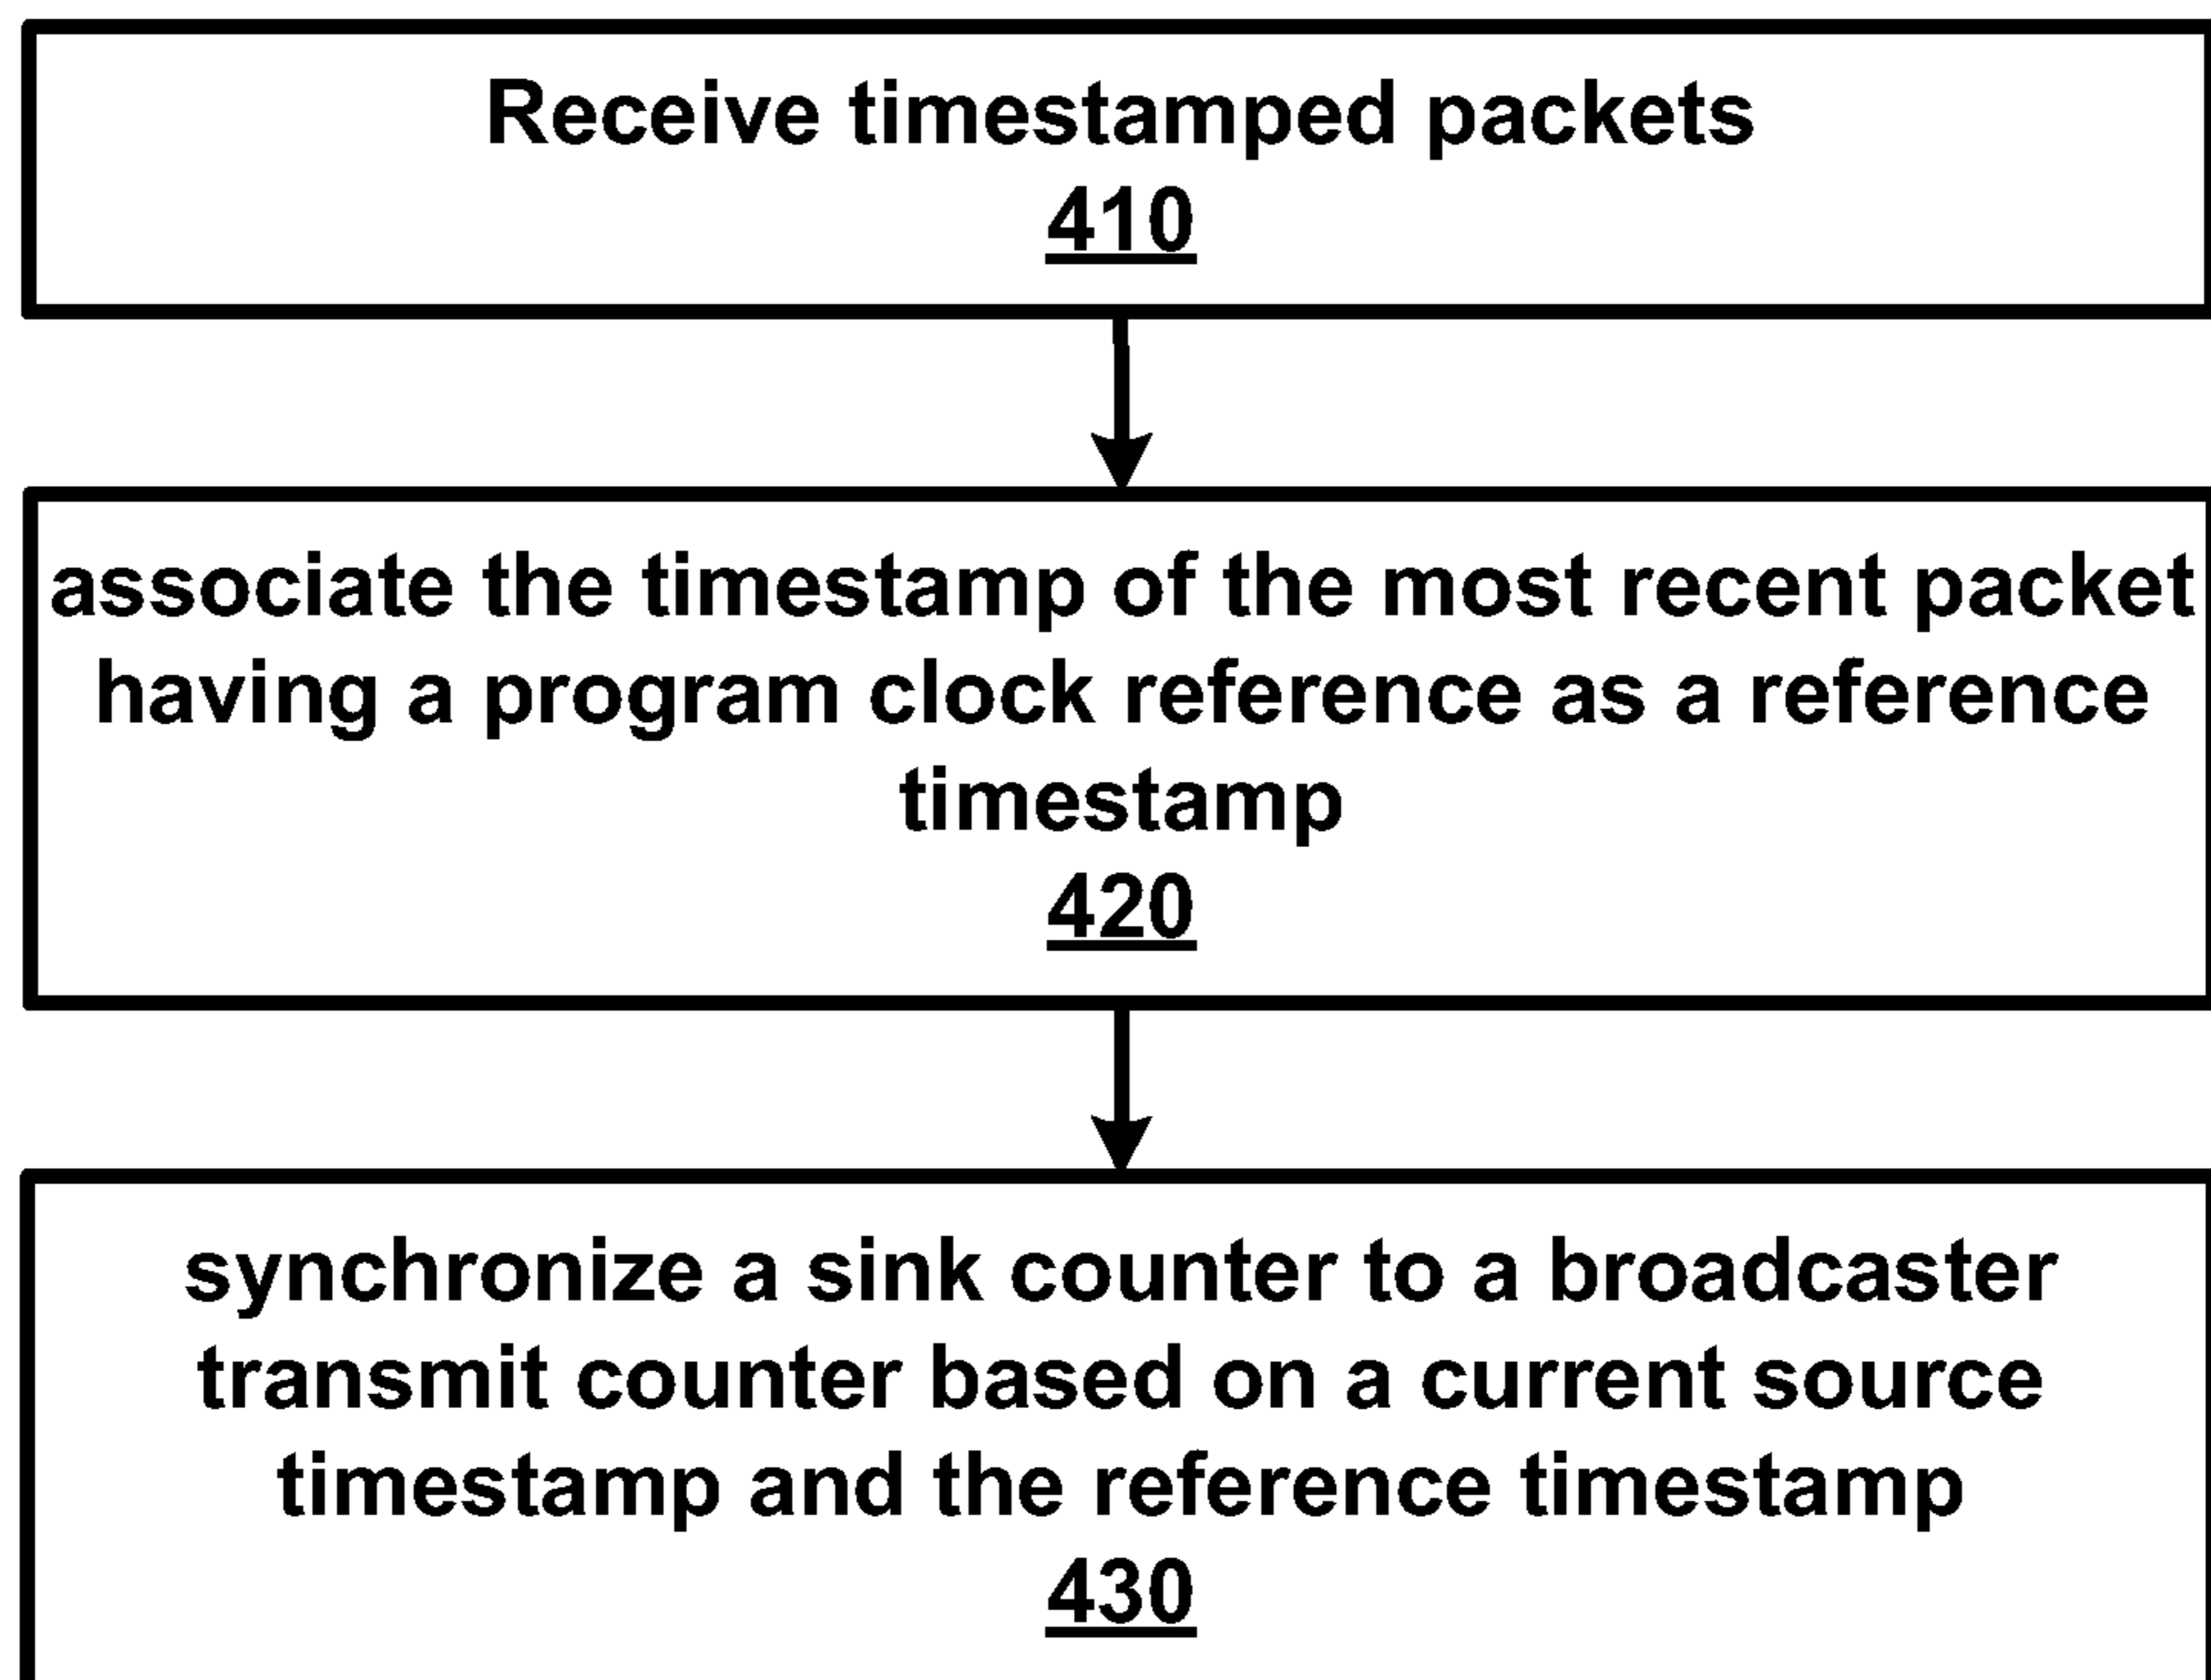 Receive timestamped packets
410
associate the timestamp of the most recent packet
having a program clock reference as a reference
timestamp
420
synchronize a sink counter to a broadcaster
transmit counter based on a current source
timestamp and the reference timestamp
430